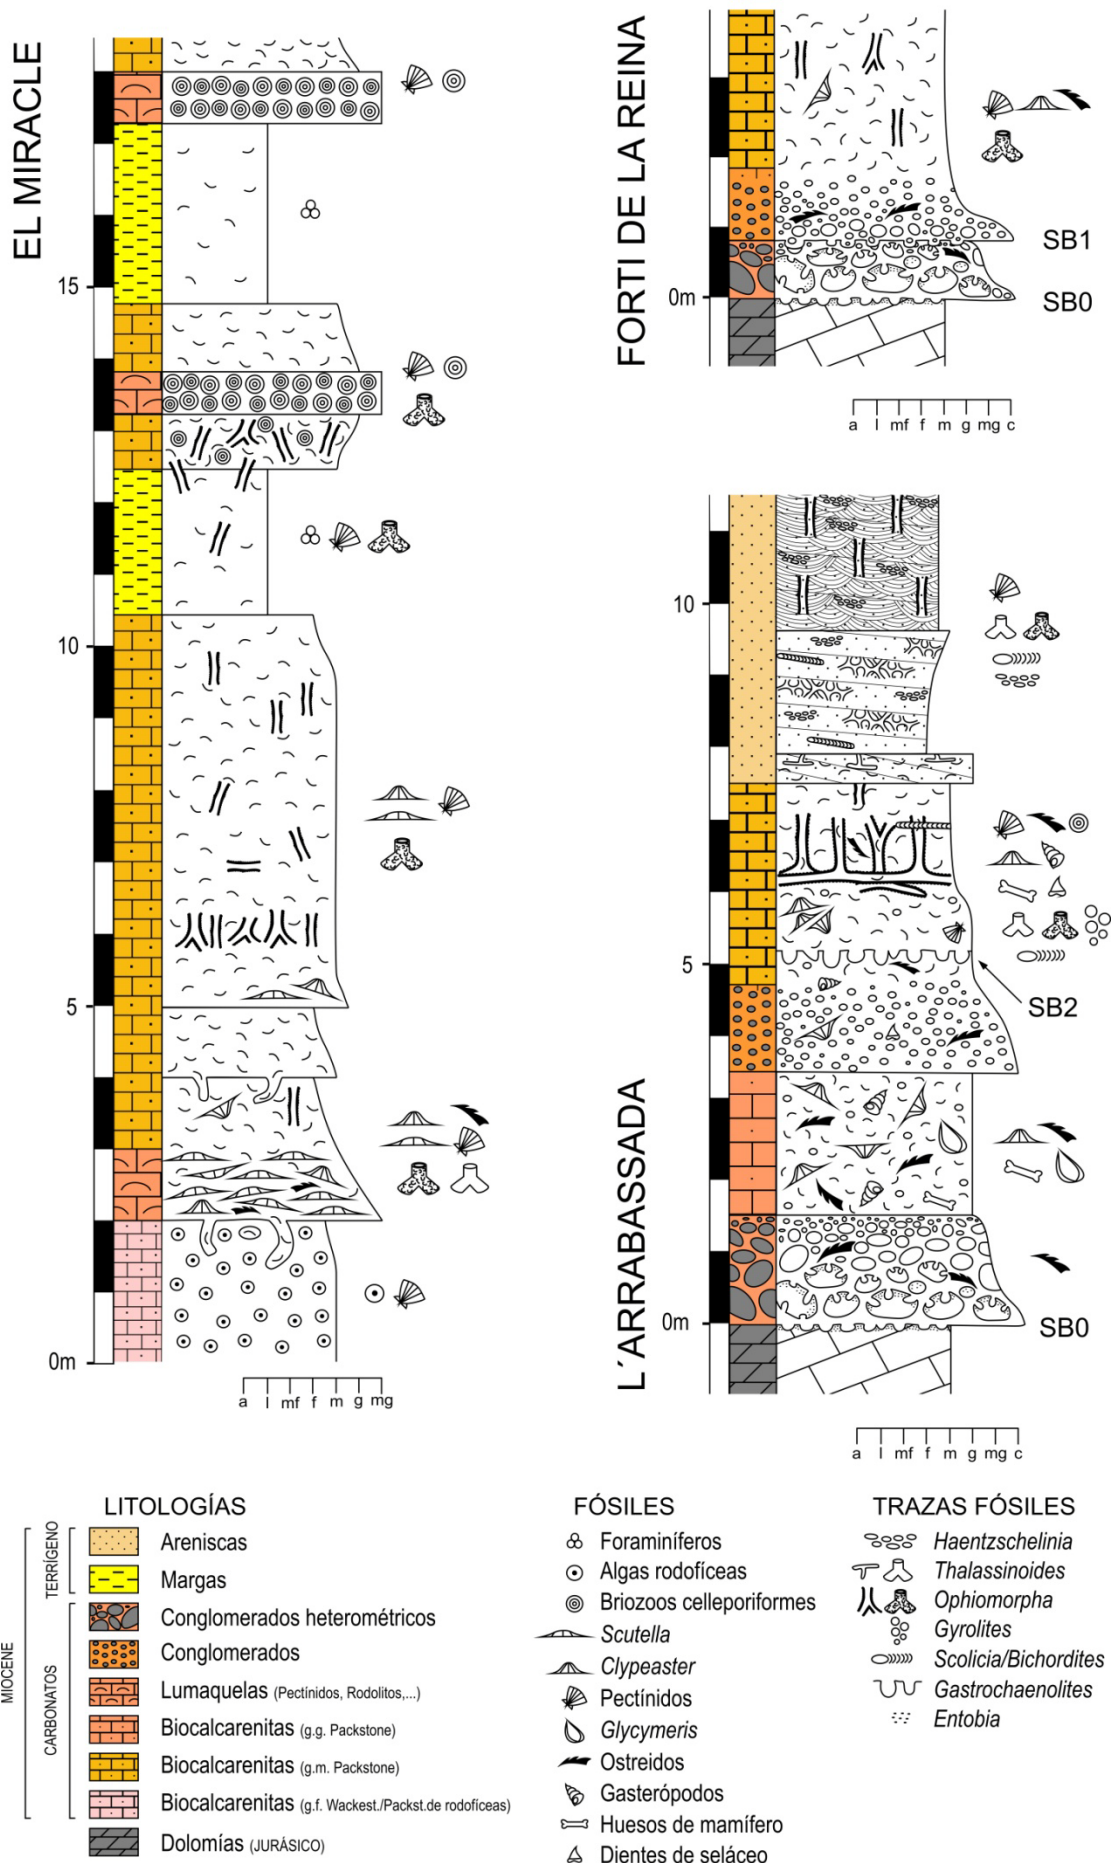 EL MIRACLE
15
10
5
0m
a l mf f m g mg
FORTI DE LA REINA
SB1
SB0
0m
a l mf f m g mg c
L´ARRABASSADA
10
5
SB2
0m
SB0
a l mf f m g mg c
LITOLOGÍAS
MIOCENE
TERRÍGENO
CARBONATOS
Areniscas
Margas
Conglomerados heterométricos
Conglomerados
Lumaquelas (Pectínidos, Rodolitos,...)
Biocalcarenitas (g.g. Packstone)
Biocalcarenitas (g.m. Packstone)
Biocalcarenitas (g.f. Wackest./Packst.de rodofíceas)
Dolomías (JURÁSICO)
FÓSILES
Foraminíferos
Algas rodofíceas
Briozoos celleporiformes
Scutella
Clypeaster
Pectínidos
Glycymeris
Ostreidos
Gasterópodos
Huesos de mamífero
Dientes de seláceo
TRAZAS FÓSILES
Haentzschelinia
Thalassinoides
Ophiomorpha
Gyrolites
Scolicia/Bichordites
Gastrochaenolites
Entobia